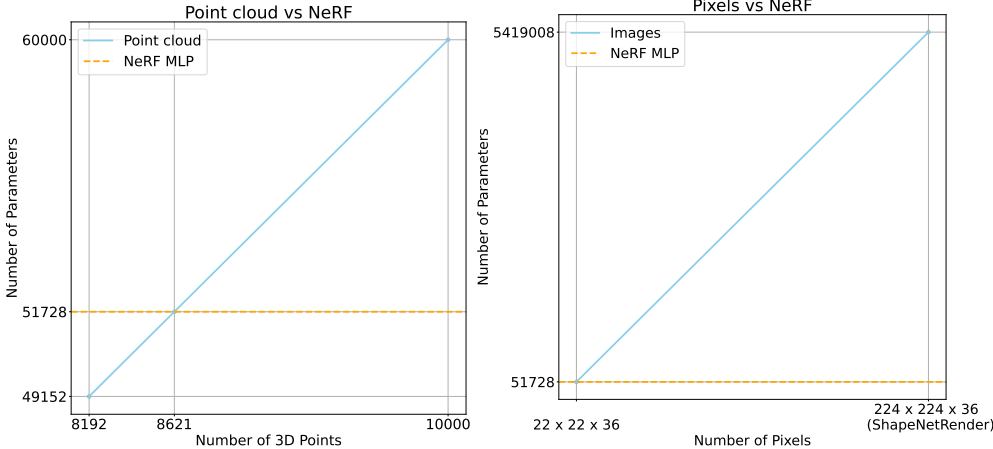 Point cloud vs NeRF
Point cloud
NeRF MLP
60000
51728
49152
Number of Parameters
8192
8621
10000
Number of 3D Points
Pixels vs NeRF
Images
NeRF MLP
5419008
51728
Number of Parameters
22 x 22 x 36
224 x 224 x 36
(ShapeNetRender)
Number of Pixels